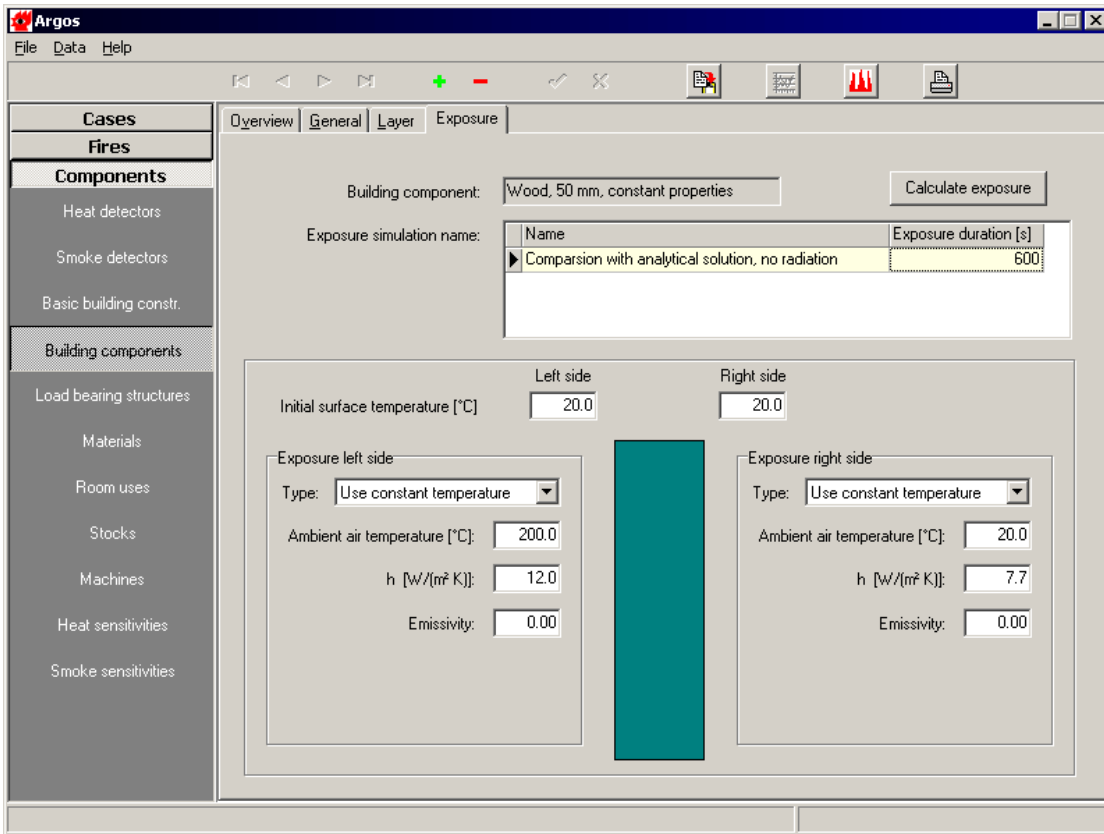 Argos
File Data Help
Cases
Fires
Components
Heat detectors
Smoke detectors
Basic building constr.
Building components
Load bearing structures
Materials
Room uses
Stocks
Machines
Heat sensitivities
Smoke sensitivities
Overview General Layer Exposure
Building component: Wood, 50 mm, constant properties Calculate exposure
Exposure simulation name: Name Exposure duration [s]
Comparsion with analytical solution, no radiation 600
Left side Right side
Initial surface temperature [°C] 20.0 20.0
Exposure left side
Type: Use constant temperature
Ambient air temperature [°C]: 200.0
h [W/(m² K)]: 12.0
Emissivity: 0.00
Exposure right side
Type: Use constant temperature
Ambient air temperature [°C]: 20.0
h [W/(m² K)]: 7.7
Emissivity: 0.00